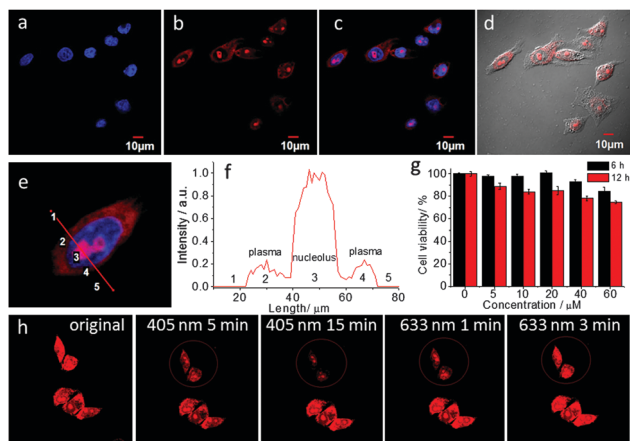 a
b
c
d
10μm
10μm
10μm
10μm
e
1
2
3
4
5
f
Intensity / a.u.
1.0
0.8
0.6
0.4
0.2
0.0
plasma
nucleolus
plasma
1 2 3 4 5
0 20 40 60 80
Length/ μm
g
6 h
12 h
Cell viability/ %
100
80
60
40
20
0
0 5 10 20 40 60
Concentration / μM
h
original
405 nm 5 min
405 nm 15 min
633 nm 1 min
633 nm 3 min